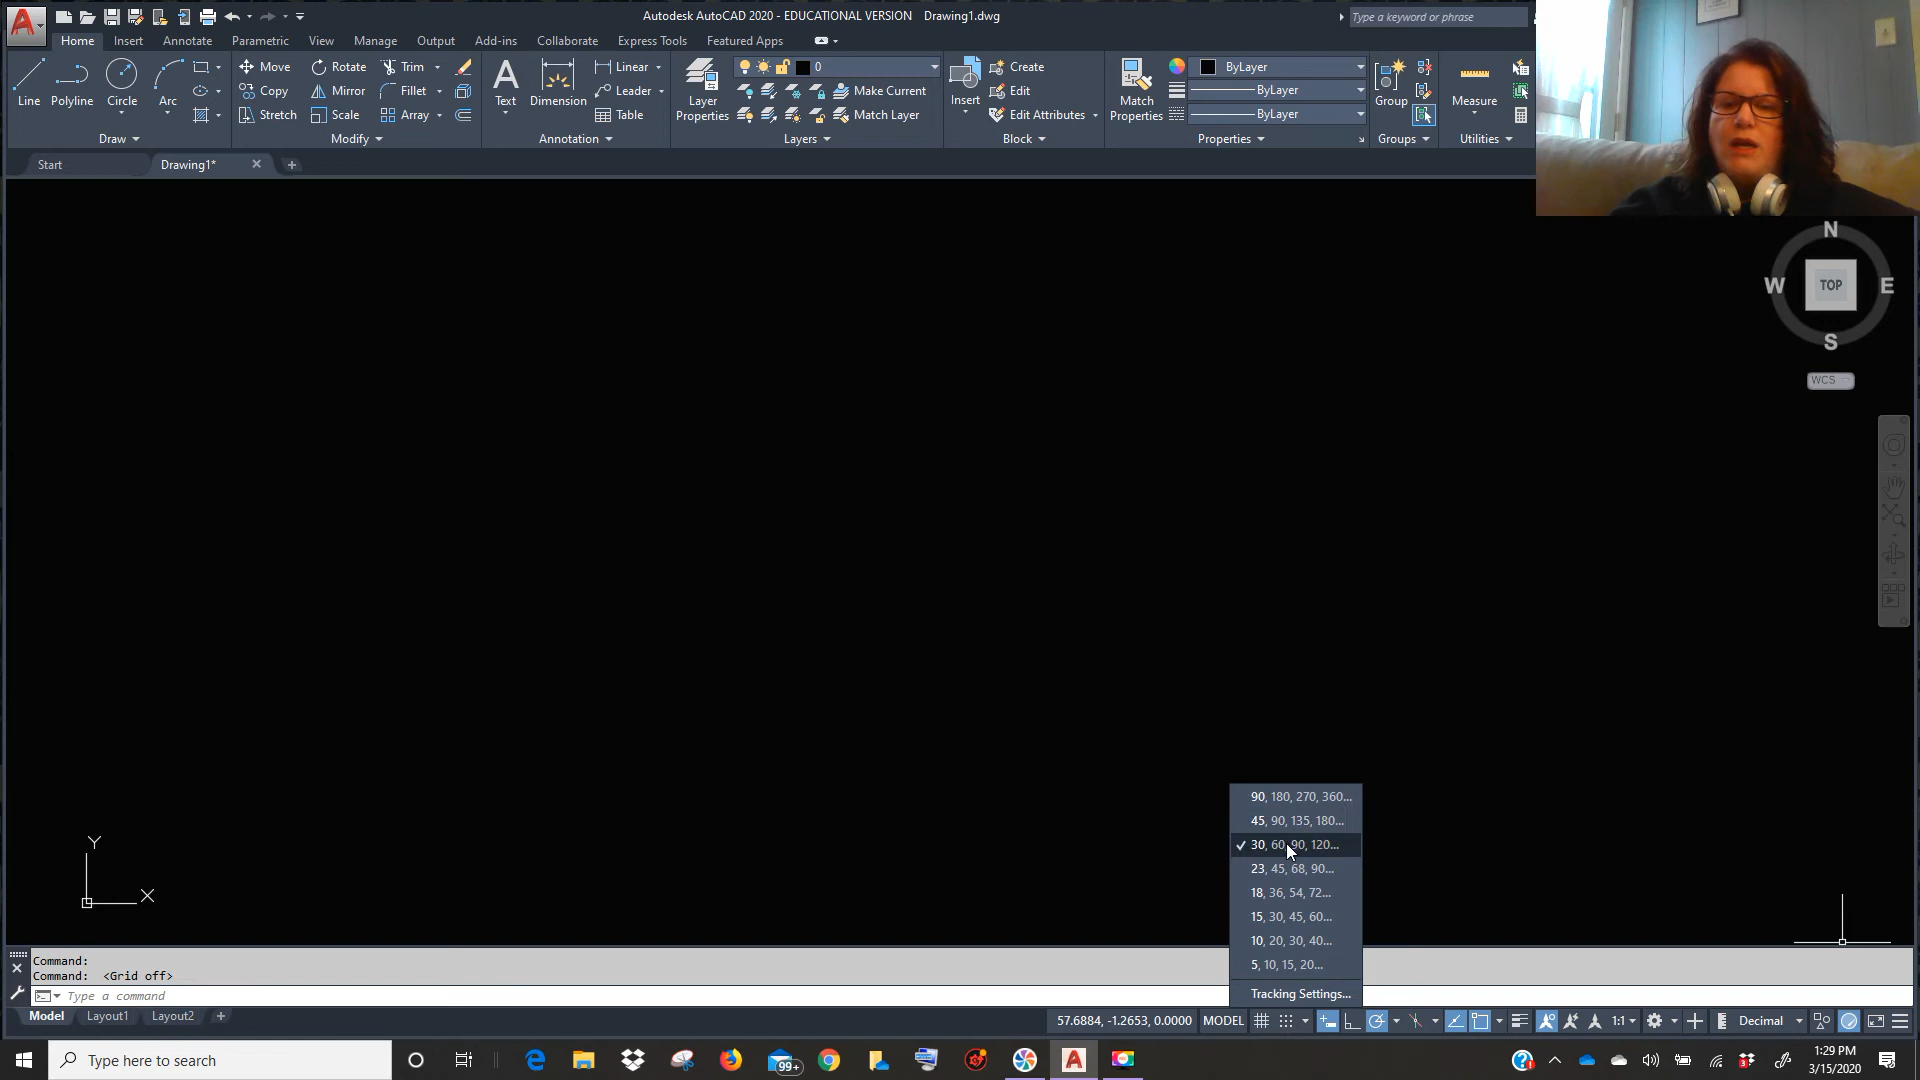 Autodesk AutoCAD 2020 - EDUCATIONAL VERSION Drawing1.dwg
Type a keyword or phrase
Home Insert Annotate Parametric View Manage Output Add-ins Collaborate Express Tools Featured Apps
Line Polyline Circle Arc
Draw
Move Rotate Trim
Copy Mirror Fillet
Stretch Scale Array
Modify
Text Dimension
Linear
Leader
Table
Annotation
Layer Properties
0
Make Current
Match Layer
Layers
Insert
Create
Edit
Edit Attributes
Block
Match Properties
ByLayer
ByLayer
ByLayer
Properties
Group
Groups
Measure
Utilities
Start Drawing1*
N
W TOP E
S
WCS
Y
X
90, 180, 270, 360...
45, 90, 135, 180...
30, 60, 90, 120...
23, 45, 68, 90...
18, 36, 54, 72...
15, 30, 45, 60...
10, 20, 30, 40...
5, 10, 15, 20...
Tracking Settings...
Command:
Command: <Grid off>
Type a command
Model Layout1 Layout2
57.6884, -1.2653, 0.0000 MODEL 1:1 Decimal
Type here to search
99+
3
1:29 PM
3/15/2020